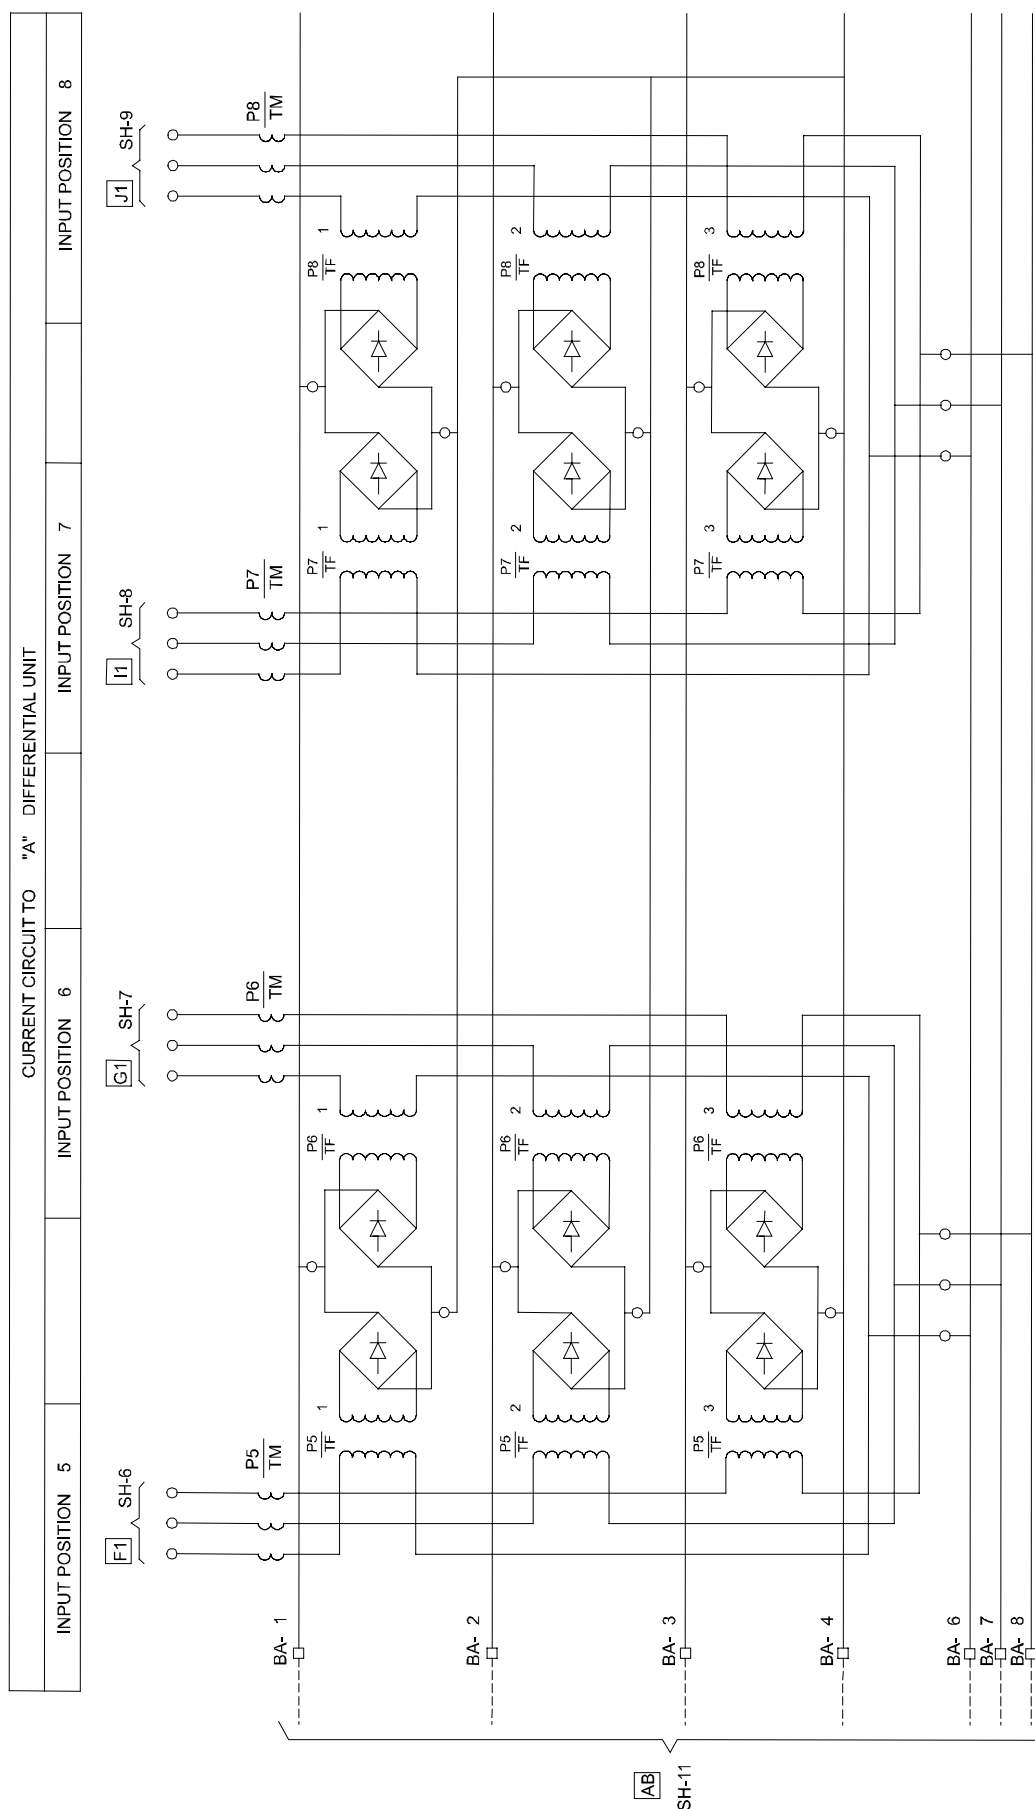 CURRENT CIRCUIT TO "A" DIFFERENTIAL UNIT
INPUT POSITION 5
INPUT POSITION 6
INPUT POSITION 7
INPUT POSITION 8
F1
SH-6
G1
SH-7
I1
SH-8
J1
SH-9
P5
TM
P6
TM
P7
TM
P8
TM
BA- 1
P5
TF
1
P6
TF
1
P7
TF
1
P8
TF
1
BA- 2
P5
TF
2
P6
TF
2
P7
TF
2
P8
TF
2
BA- 3
P5
TF
3
P6
TF
3
P7
TF
3
P8
TF
3
BA- 4
BA- 6
BA- 7
BA- 8
AB
SH-11